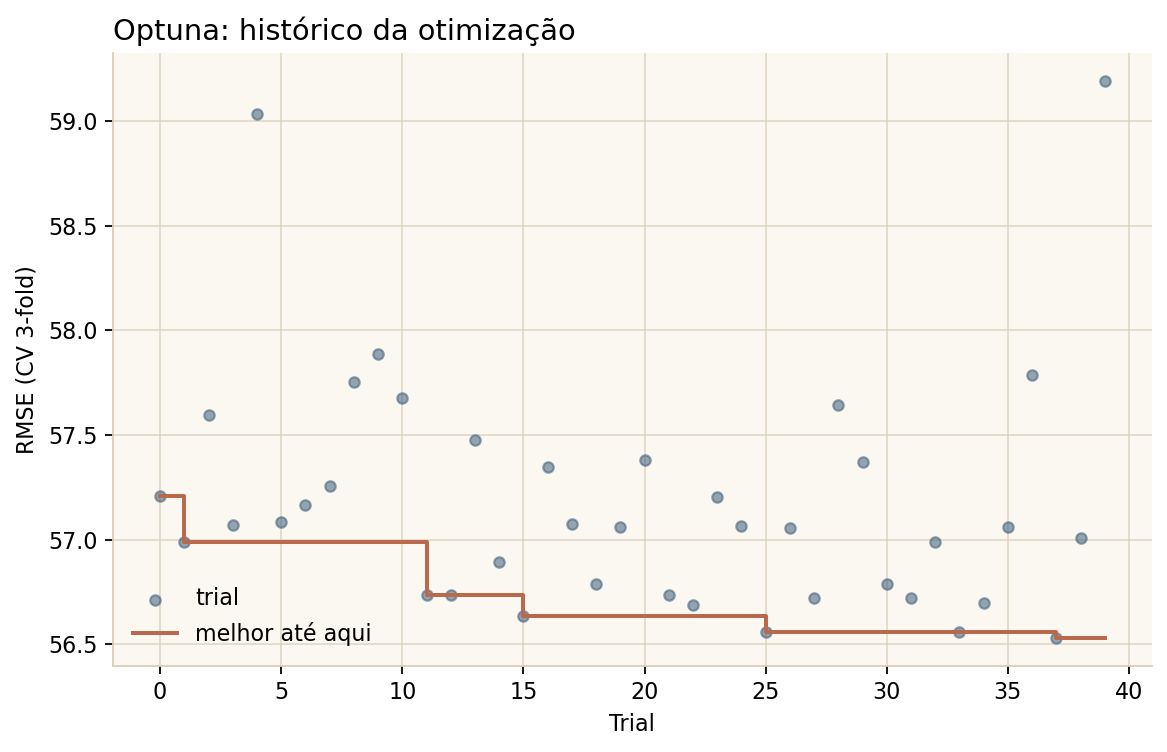 Optuna: histórico da otimização
RMSE (CV 3-fold)
59.0
58.5
58.0
57.5
57.0
56.5
trial
melhor até aqui
0 5 10 15 20 25 30 35 40
Trial